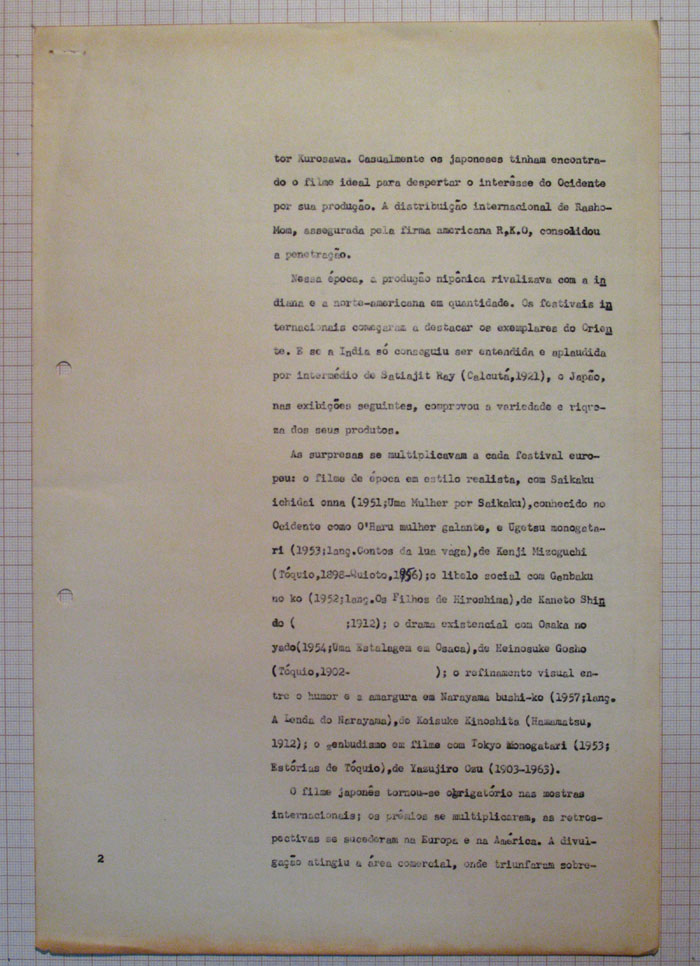 tor Kurosawa. Casualmente os japoneses tinham encontra-
do o filme ideal para despertar o interêsse do Ocidente
por sua produção. A distribuição internacional de Rasho-
Mom, assegurada pela firma americana R,K.O, consolidou
a penetração.
Nessa época, a produção nipônica rivalizava com a in
diana e a norte-americana em quantidade. Os festivais in
ternacionais começaram a destacar os exemplares do Orien
te. E se a India só conseguiu ser entendida e aplaudida
por intermédio de Satiajit Ray (Calcutá,1921), o Japão,
nas exibições seguintes, comprovou a variedade e rique-
za dos seus produtos.
As surpresas se multiplicavam a cada festival euro-
peu: o filme de época em estilo realista, com Saikaku
ichidai onna (1951;Uma Mulher por Saikaku),conhecido no
Ocidente como O'Haru mulher galante, e Ugetsu monogata-
ri (1953;lanç.Contos da lua vaga),de Kenji Mizoguchi
(Tóquio,1898-Quioto,1956);o libelo social com Genbaku
no ko (1952;lanç.Os Filhos de Hiroshima),de Kaneto Shin
do ( ;1912); o drama existencial com Osaka no
yado(1954;Uma Estalagem em Osaca),de Heinosuke Gosho
(Tóquio,1902- ); o refinamento visual en-
tre o humor e a amargura em Narayama bushi-ko (1957;lanç.
A Lenda do Narayama),de Keisuke Kinoshita (Hamamatsu,
1912); o zenbudismo em filme com Tokyo Monogatari (1953;
Estórias de Tóquio),de Yazujiro Ozu (1903-1963).
O filme japonês tornou-se obrigatório nas mostras
internacionais; os prêmios se multiplicaram, as retros-
pectivas se sucederam na Europa e na América. A divul-
gação atingiu a área comercial, onde triunfaram sobre-
2